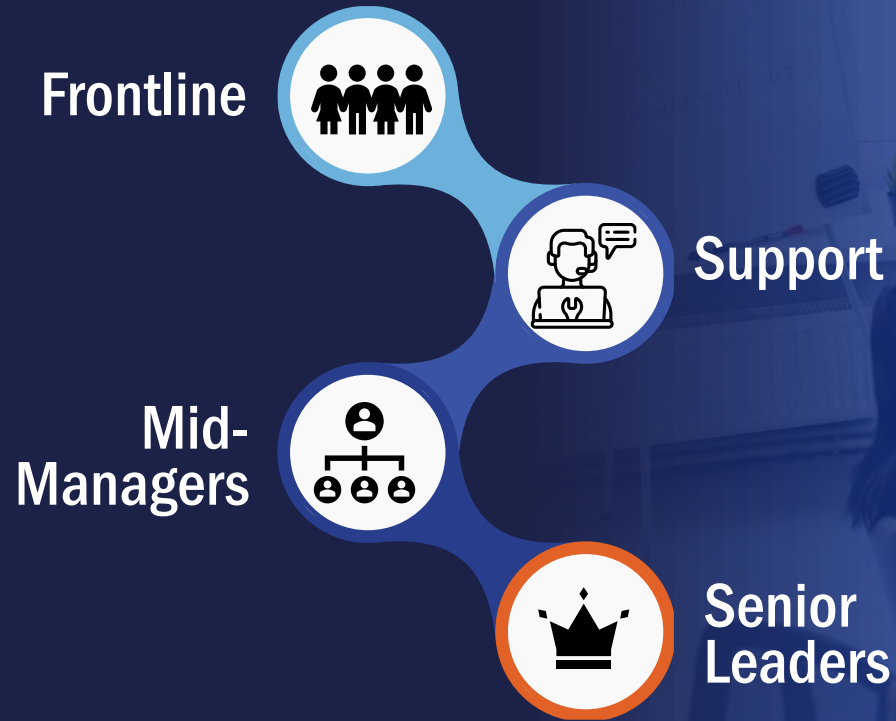 Frontline
Support
Mid-
Managers
Senior
Leaders